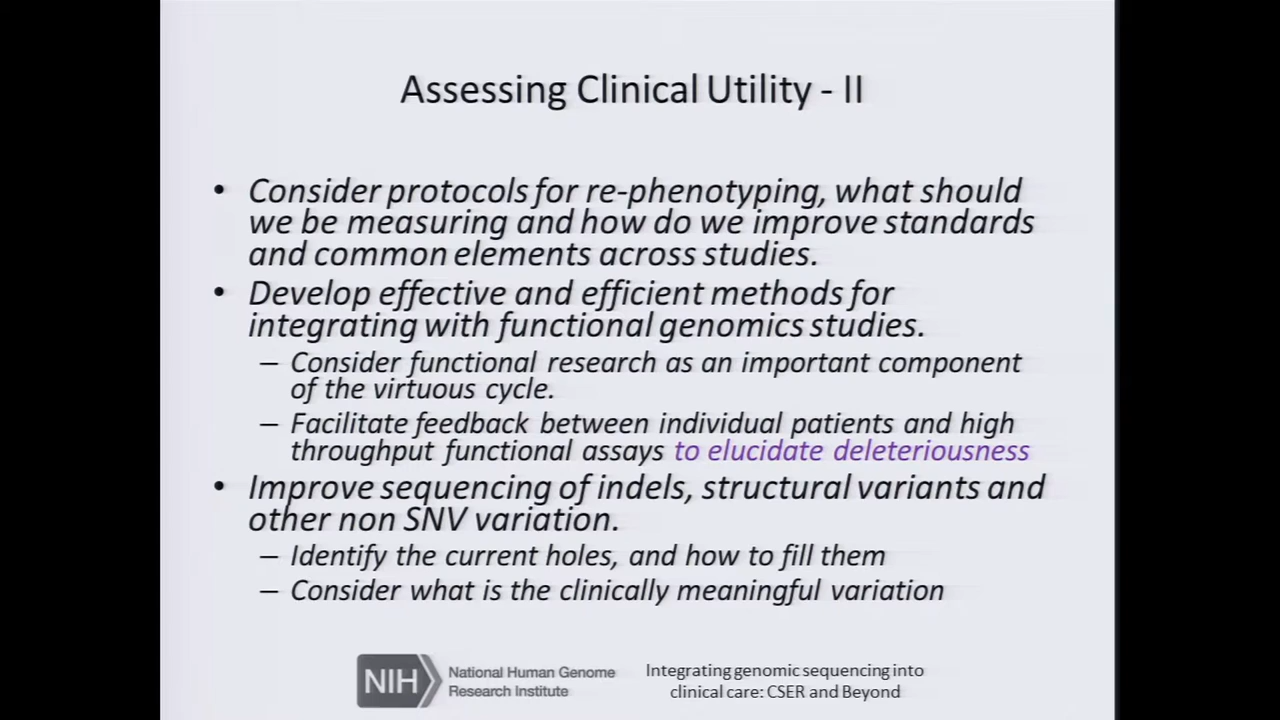 Assessing Clinical Utility - II
• Consider protocols for re-phenotyping, what should
we be measuring and how do we improve standards
and common elements across studies.
• Develop effective and efficient methods for
integrating with functional genomics studies.
– Consider functional research as an important component
of the virtuous cycle.
– Facilitate feedback between individual patients and high
throughput functional assays to elucidate deleteriousness
• Improve sequencing of indels, structural variants and
other non SNV variation.
– Identify the current holes, and how to fill them
– Consider what is the clinically meaningful variation
NIH
National Human Genome
Research Institute
Integrating genomic sequencing into
clinical care: CSER and Beyond